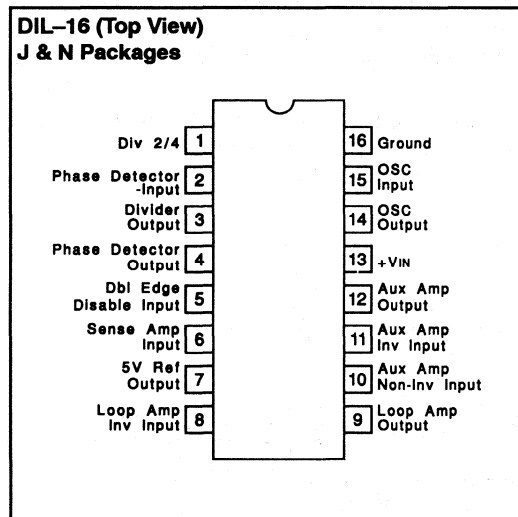 DIL–16 (Top View)
J & N Packages
Div 2/4 1
Phase Detector
-Input 2
Divider
Output 3
Phase Detector
Output 4
Dbl Edge
Disable Input 5
Sense Amp
Input 6
5V Ref
Output 7
Loop Amp
Inv Input 8
16 Ground
15 OSC
Input
14 OSC
Output
13 +VIN
12 Aux Amp
Output
11 Aux Amp
Inv Input
10 Aux Amp
Non-Inv Input
9 Loop Amp
Output